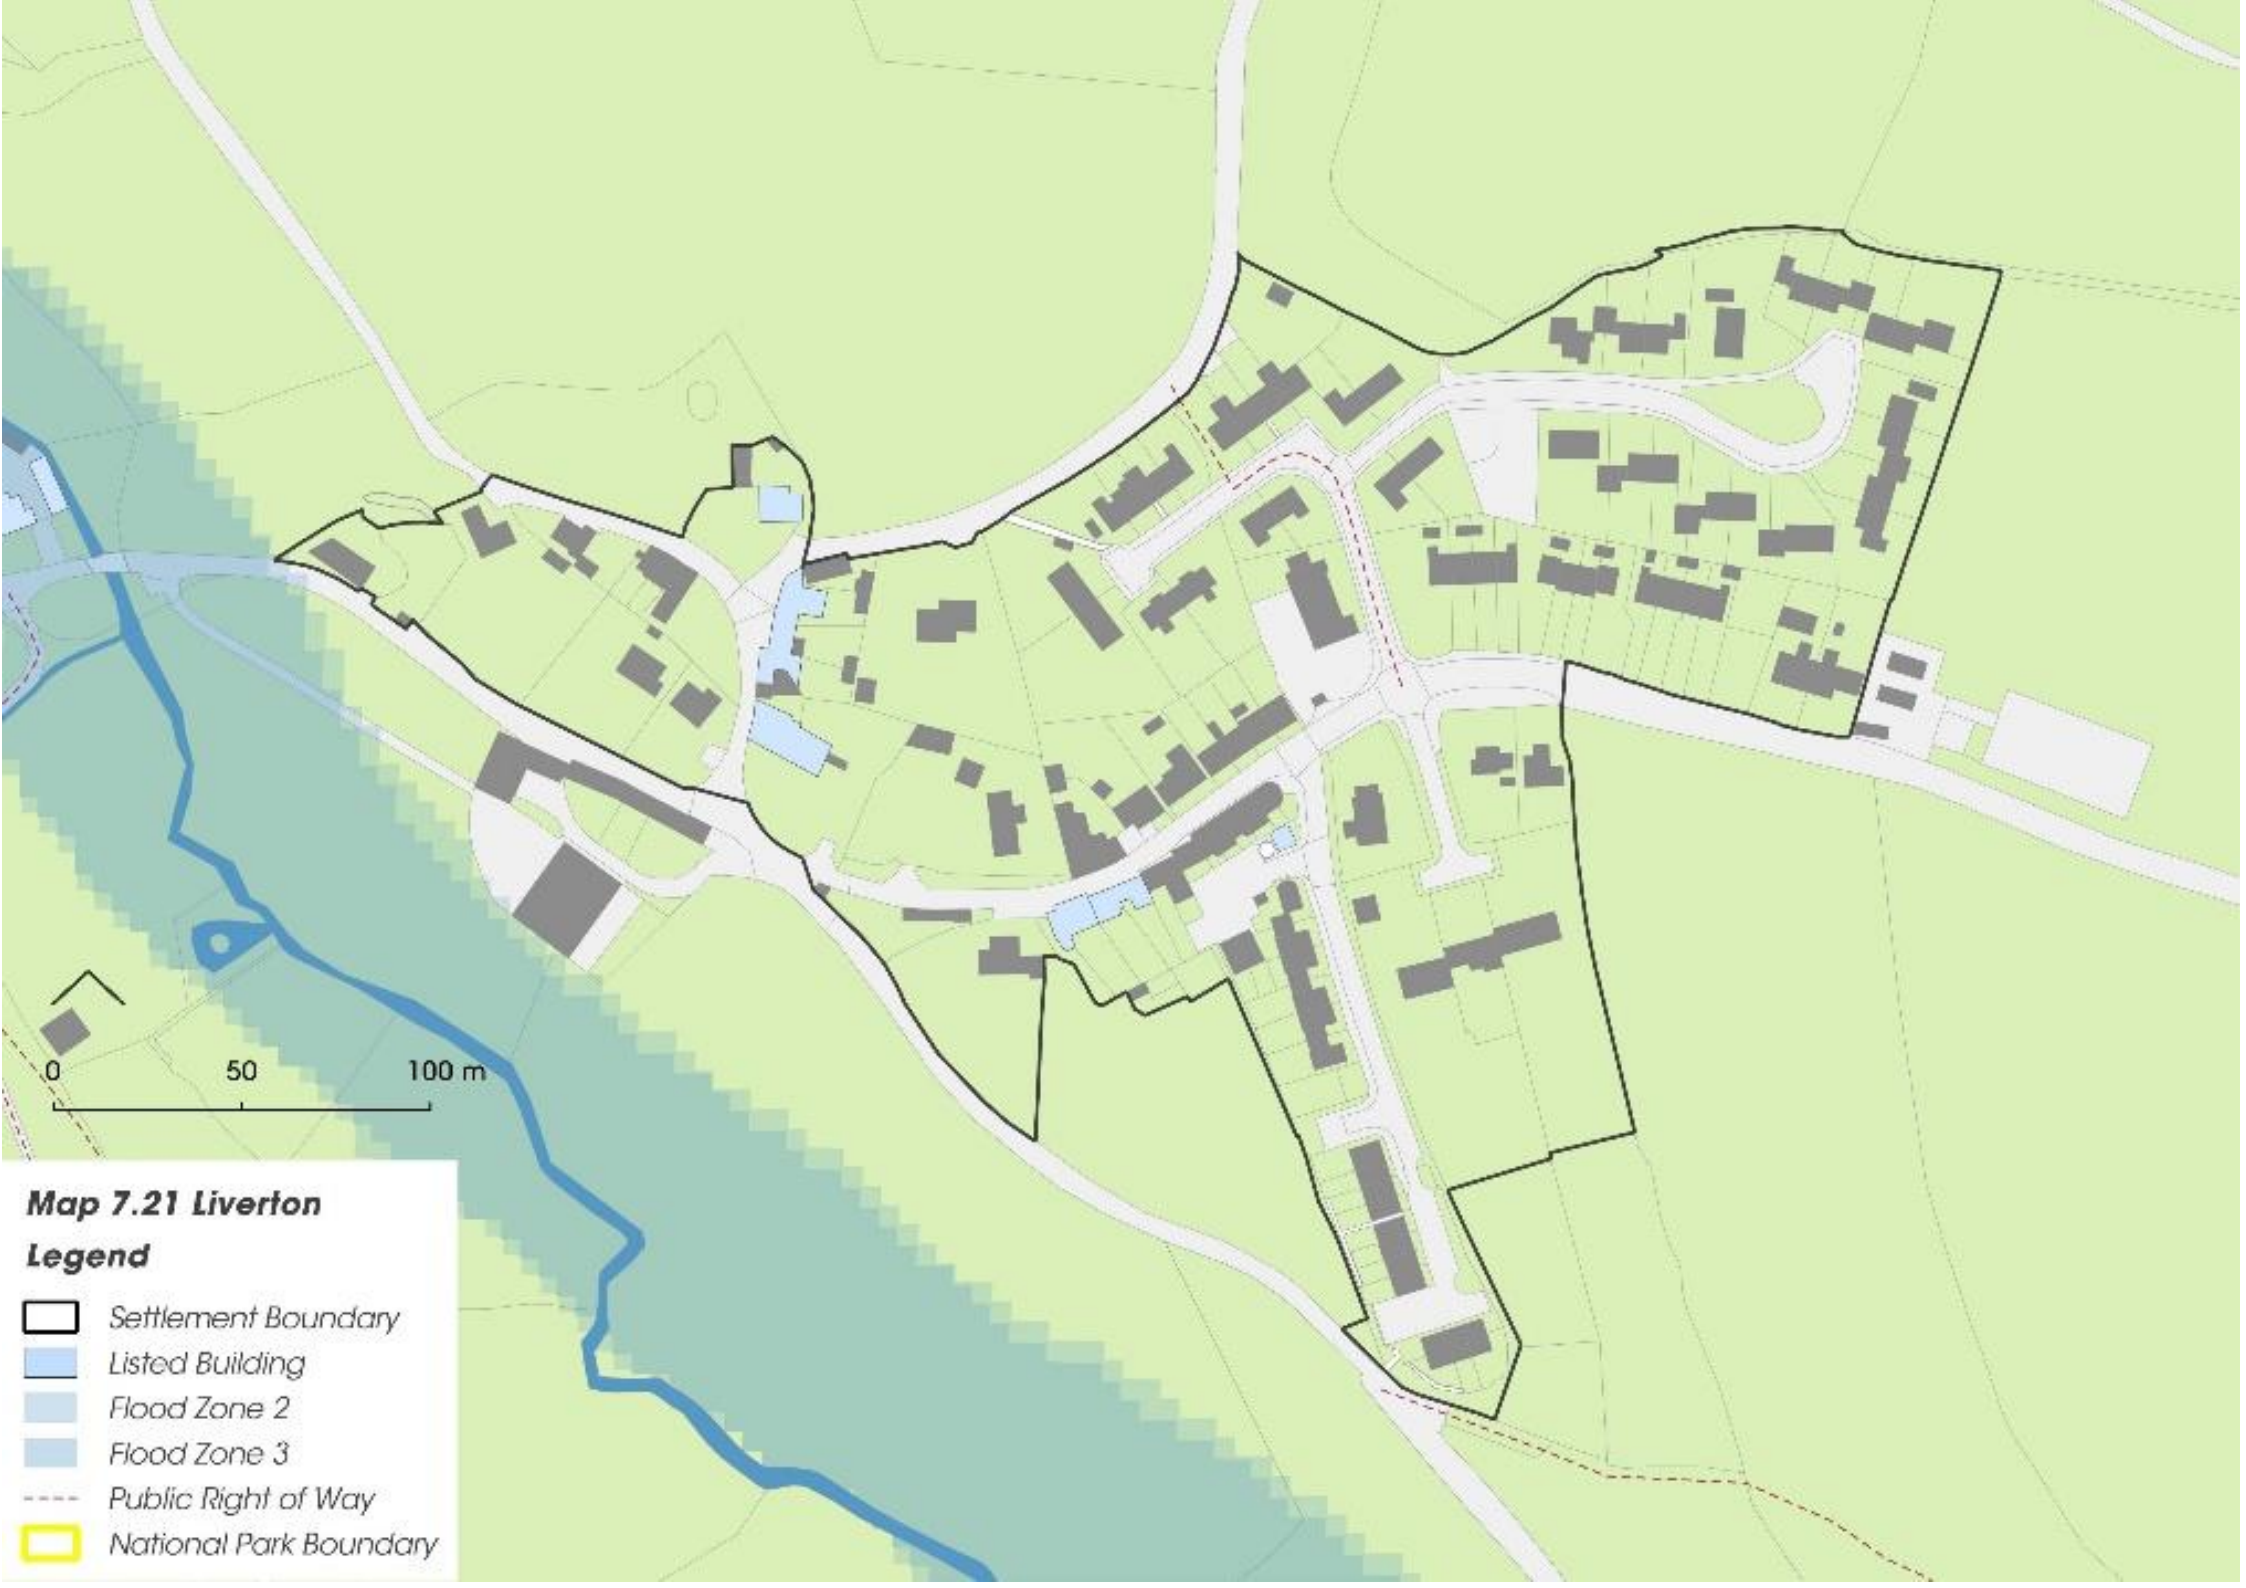 0 50 100 m
Map 7.21 Liverton
Legend
Settlement Boundary
Listed Building
Flood Zone 2
Flood Zone 3
Public Right of Way
National Park Boundary